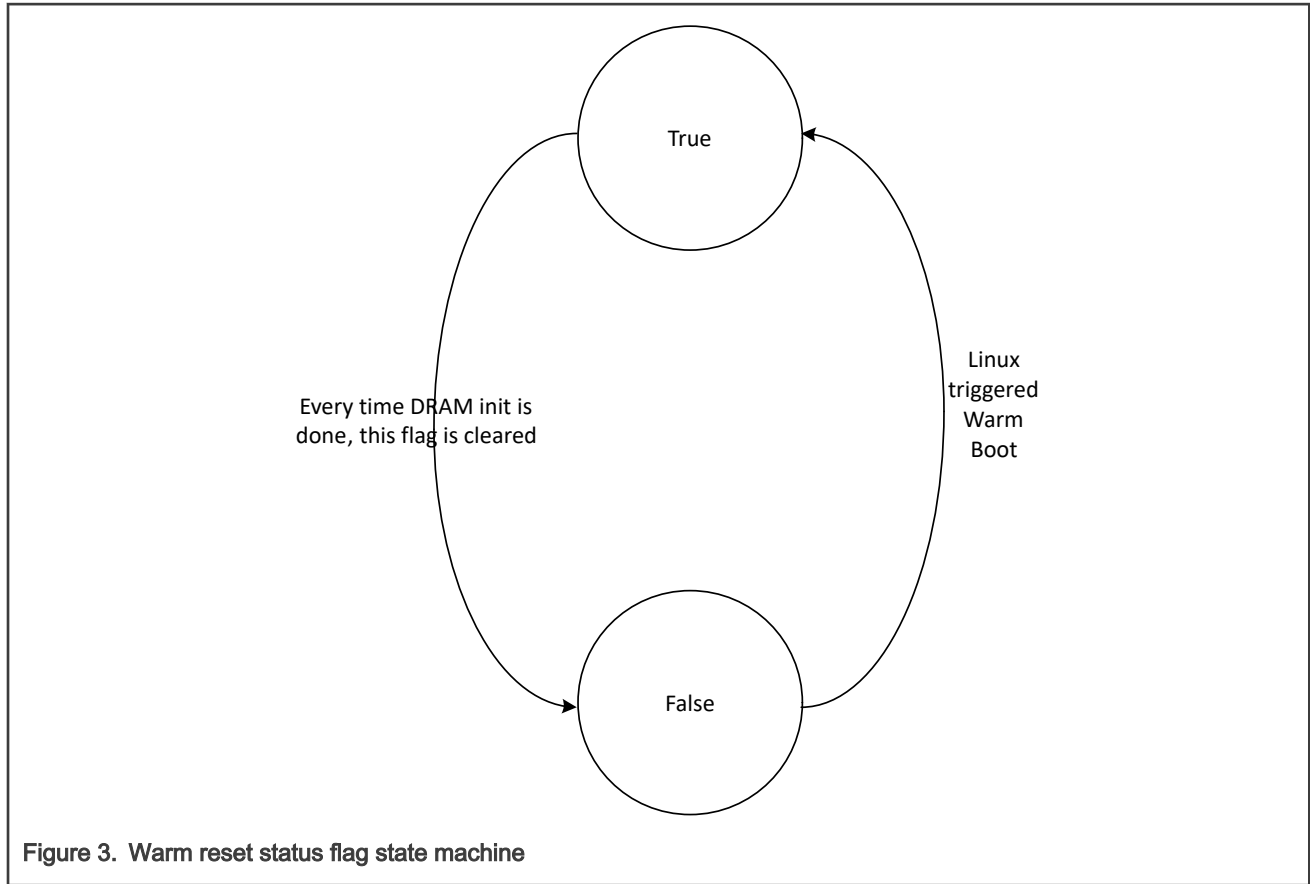 True
Every time DRAM init is
done, this flag is cleared
Linux
triggered
Warm
Boot
False
Figure 3. Warm reset status flag state machine